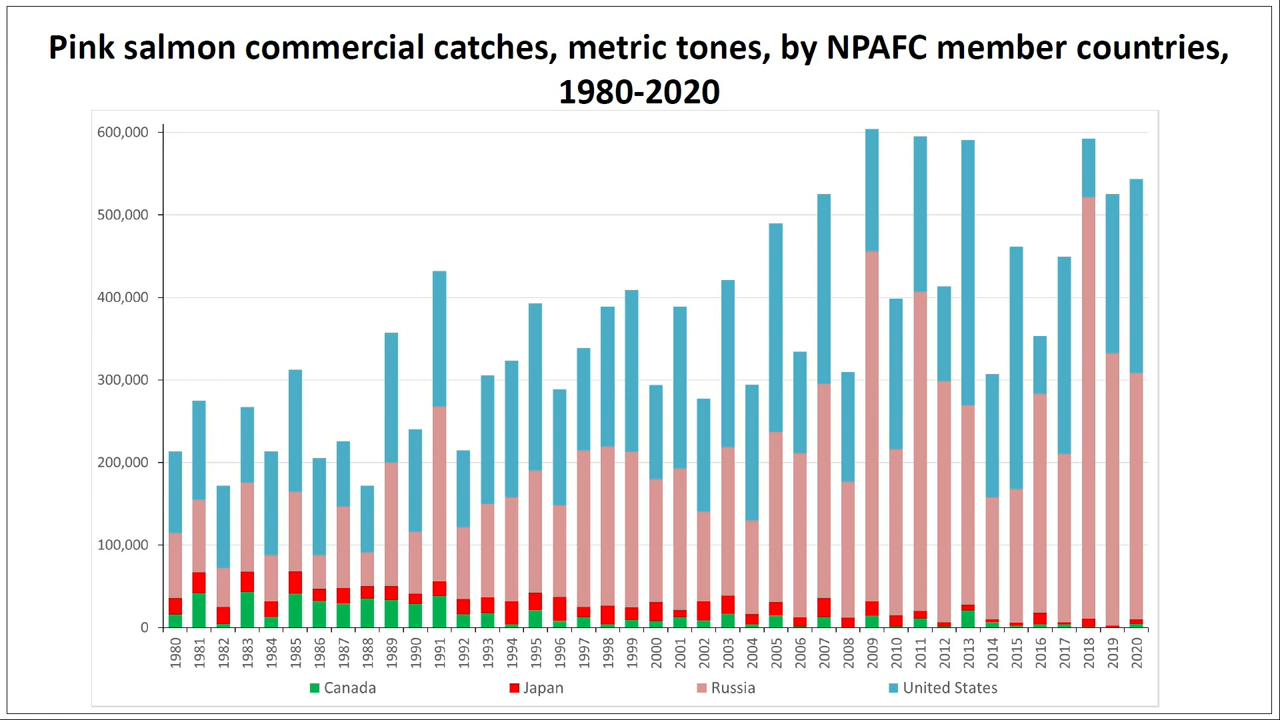 Pink salmon commercial catches, metric tones, by NPAFC member countries,
1980-2020
600,000
500,000
400,000
300,000
200,000
100,000
0
1980 1981 1982 1983 1984 1985 1986 1987 1988 1989 1990 1991 1992 1993 1994 1995 1996 1997 1998 1999 2000 2001 2002 2003 2004 2005 2006 2007 2008 2009 2010 2011 2012 2013 2014 2015 2016 2017 2018 2019 2020
Canada Japan Russia United States